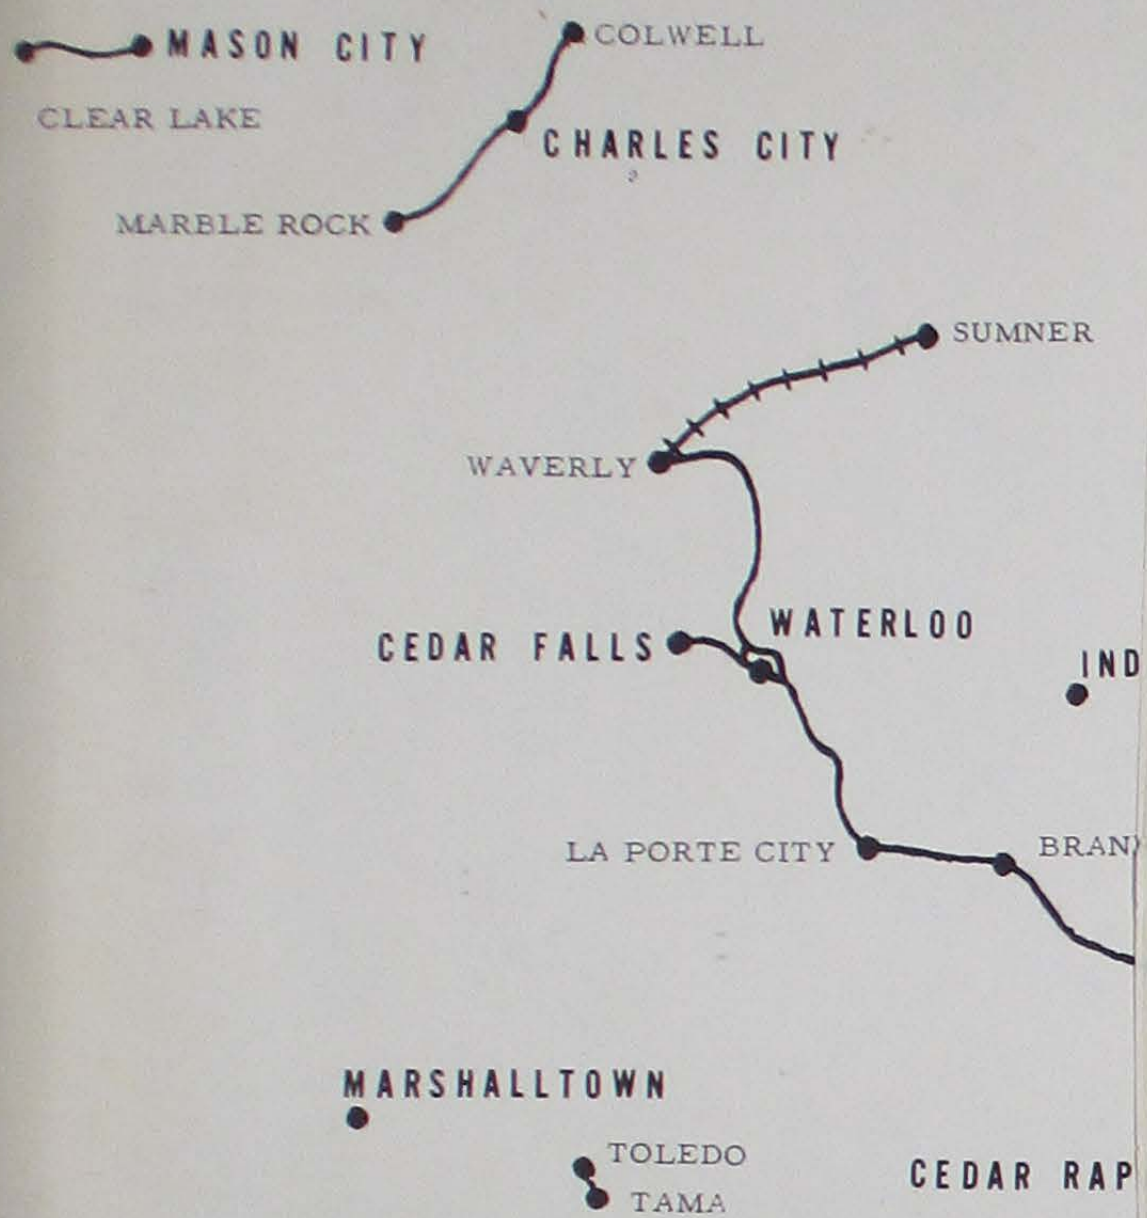 COLWELL
MASON CITY
CLEAR LAKE
CHARLES CITY
MARBLE ROCK
SUMNER
WAVERLY
WATERLOO
CEDAR FALLS
IND
LA PORTE CITY
BRAN
MARSHALLTOWN
TOLEDO
CEDAR RAP
TAMA